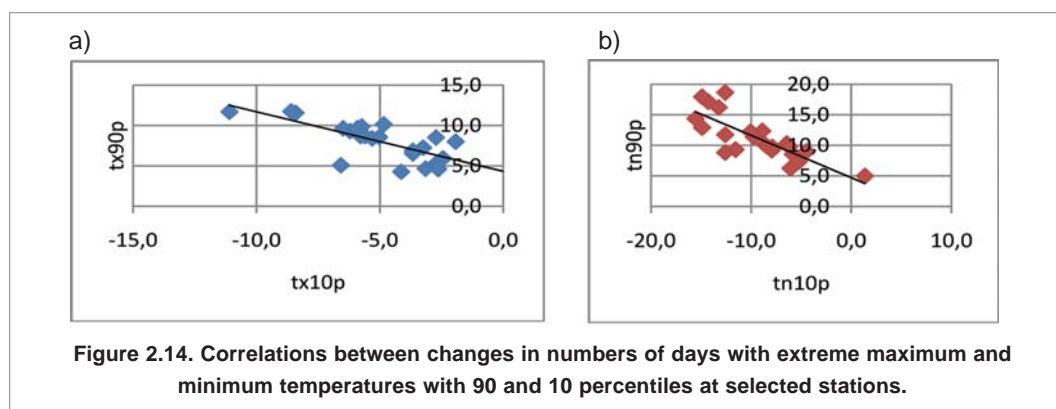 a)
b)
15,0
10,0
5,0
0,0
-15,0
-10,0
-5,0
0,0
tx90p
tx10p
20,0
15,0
10,0
5,0
0,0
-20,0
-10,0
0,0
10,0
tn90p
tn10p
Figure 2.14. Correlations between changes in numbers of days with extreme maximum and
minimum temperatures with 90 and 10 percentiles at selected stations.